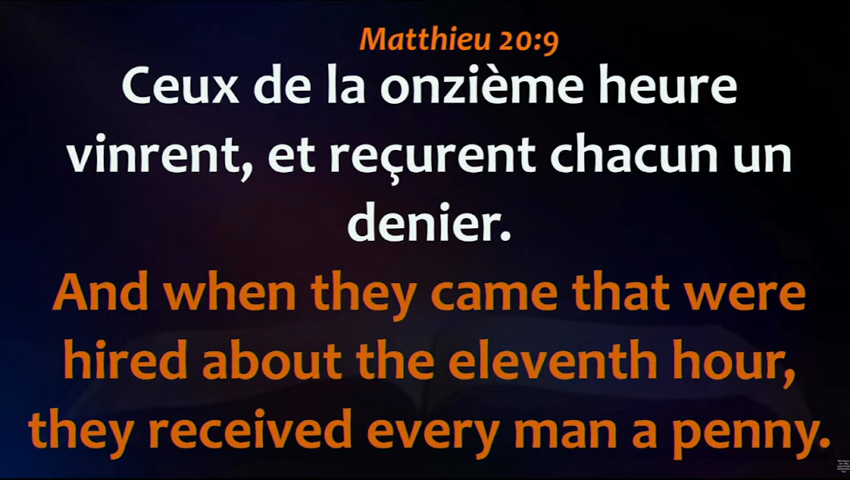 Matthieu 20:9
Ceux de la onzième heure
vinrent, et reçurent chacun un
denier.
And when they came that were
hired about the eleventh hour,
they received every man a penny.